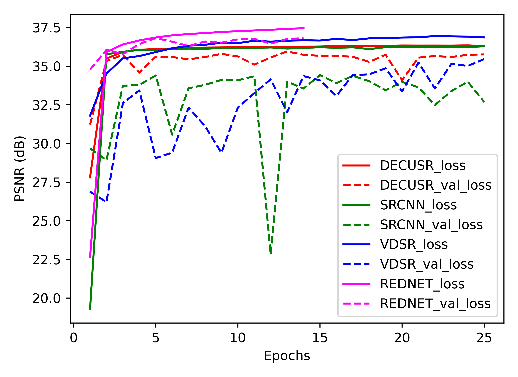 37.5
35.0
32.5
30.0
27.5
25.0
22.5
20.0
PSNR (dB)
DECUSR_loss
DECUSR_val_loss
SRCNN_loss
SRCNN_val_loss
VDSR_loss
VDSR_val_loss
REDNET_loss
REDNET_val_loss
0 5 10 15 20 25
Epochs